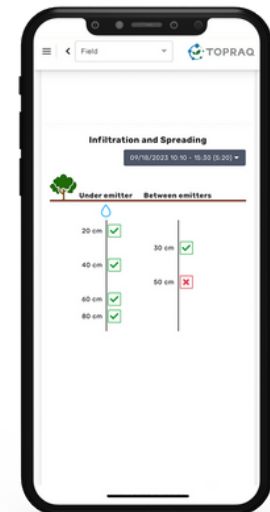 Field
TOPRAQ
Infiltration and Spreading
09/18/2023 10:10 - 15:30 (5:20)
Under emitter Between emitters
20 cm
30 cm
40 cm
50 cm
60 cm
80 cm